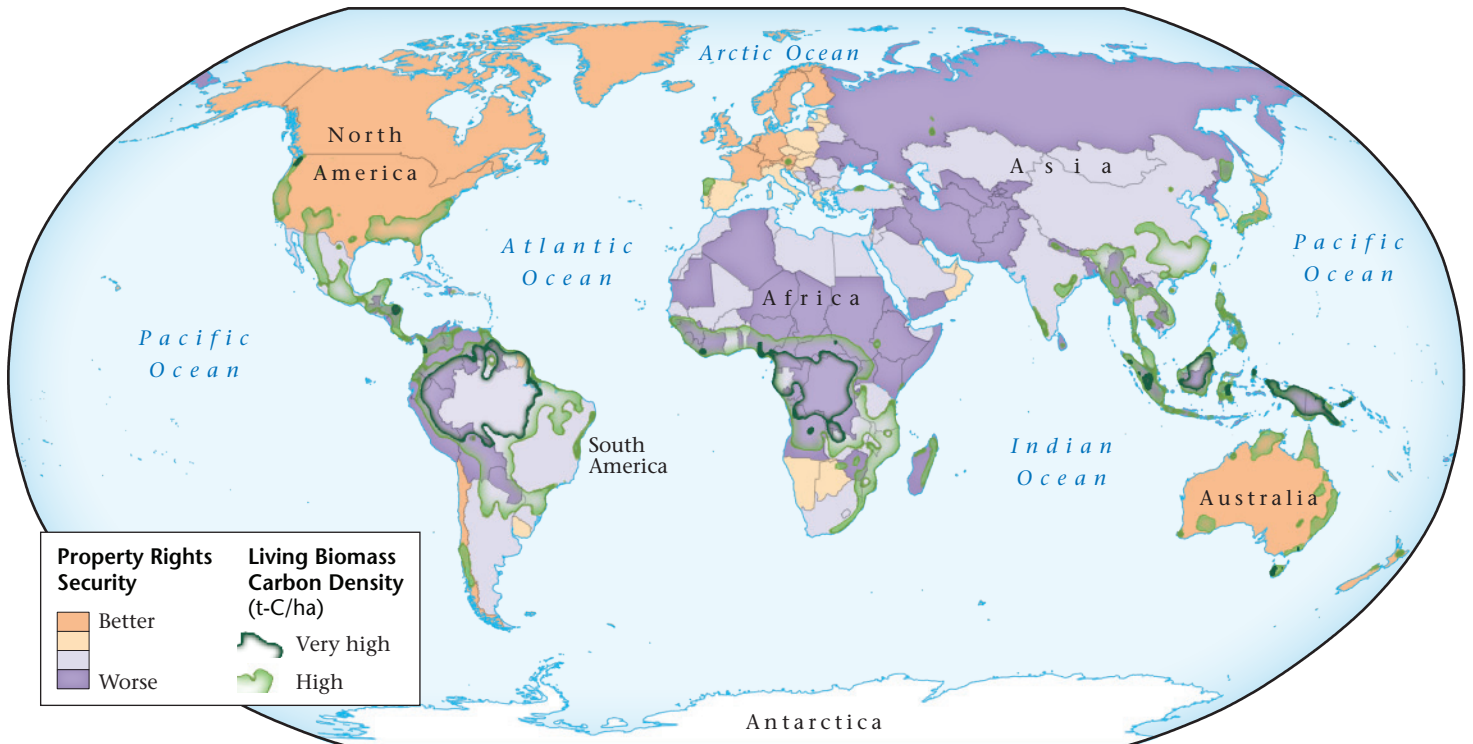 Arctic Ocean
North
America
Asia
Atlantic
Ocean
Pacific
Ocean
Africa
Pacific
Ocean
South
America
Indian
Ocean
Australia
Property Rights
Security
Better
Worse
Living Biomass
Carbon Density
(t-C/ha)
Very high
High
Antarctica